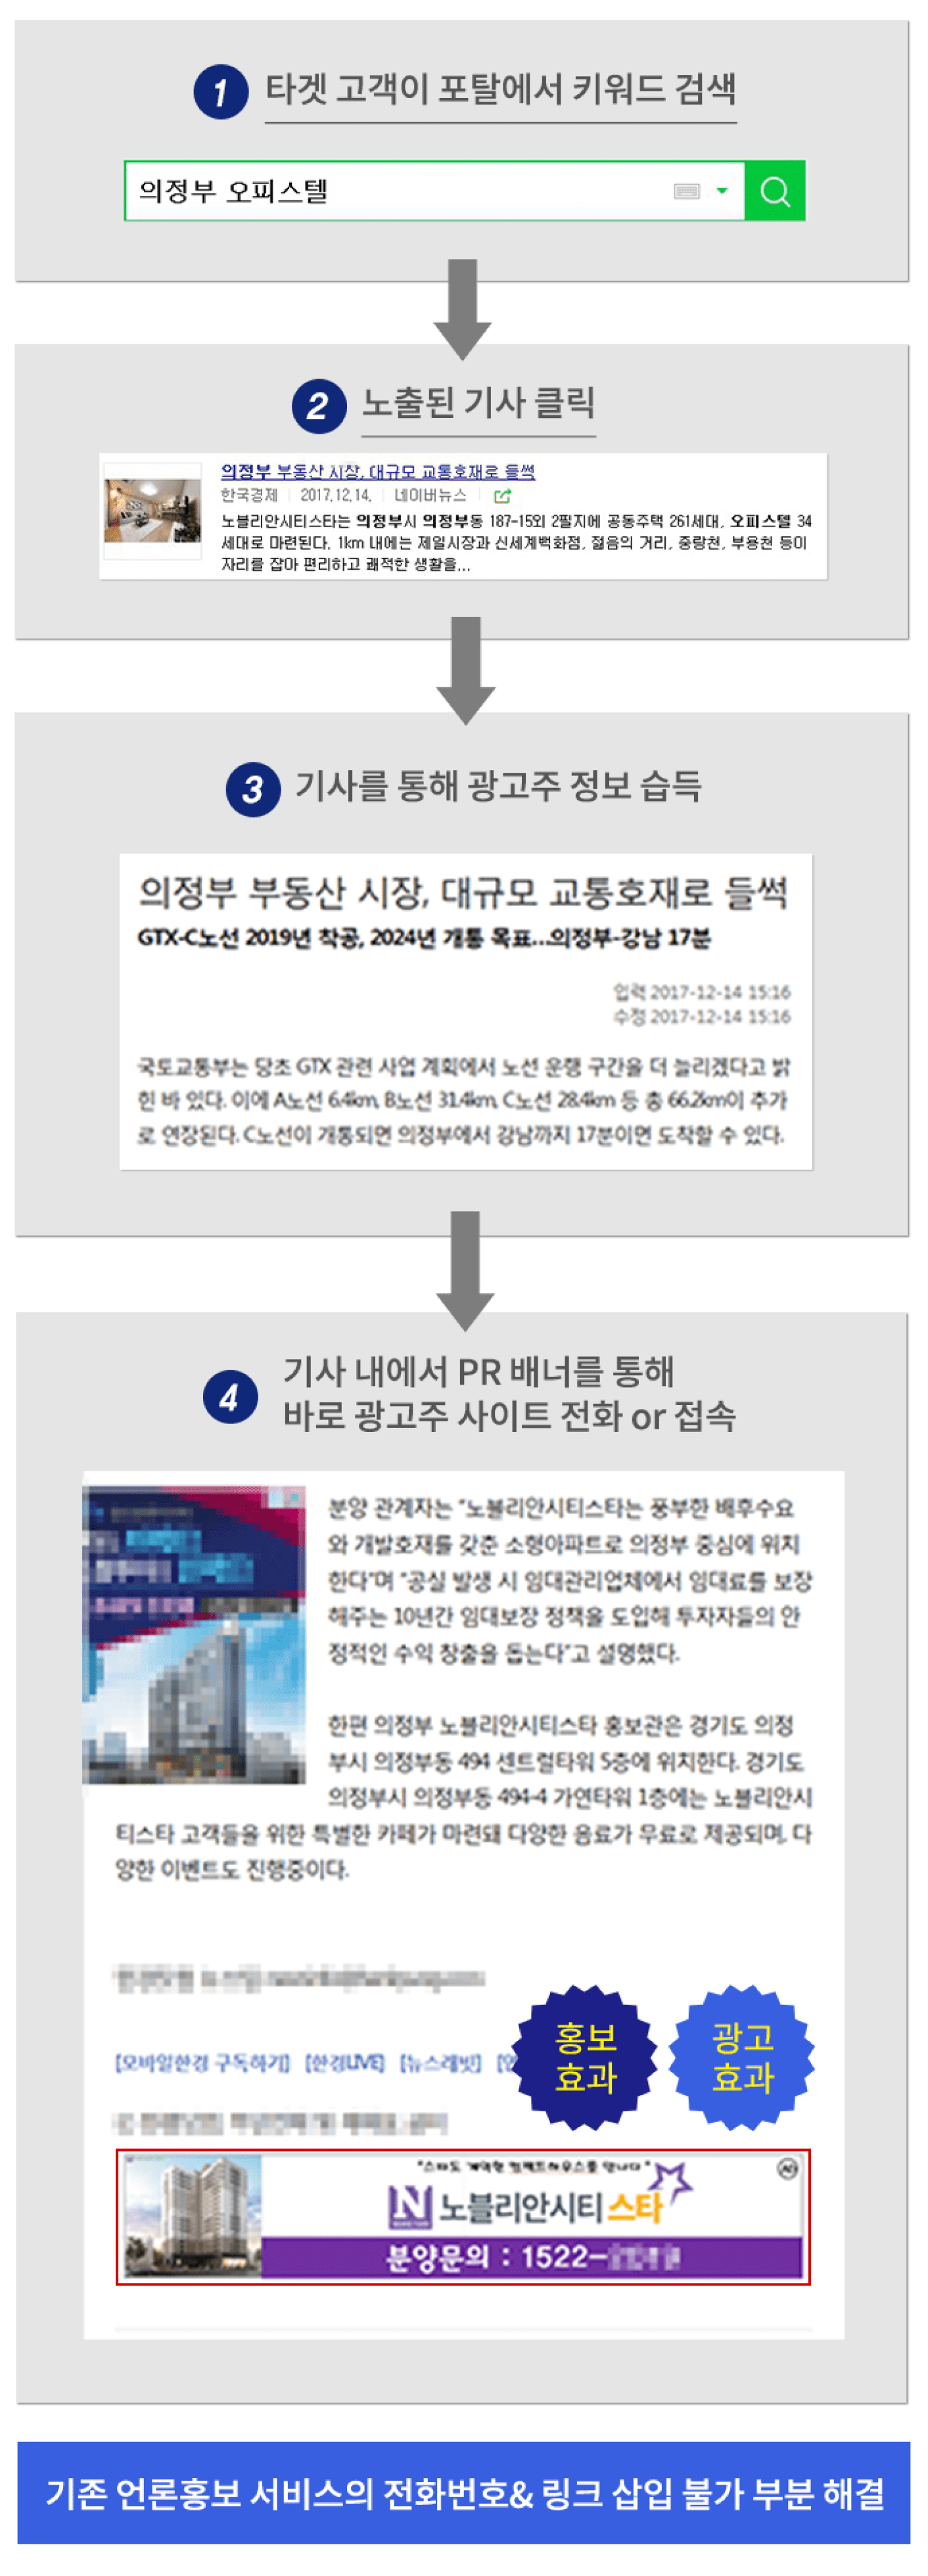 1 타겟 고객이 포탈에서 키워드 검색
의정부 오피스텔
2 노출된 기사 클릭
의정부 부동산 시장, 대규모 교통호재로 들썩
한국경제 2017.12.14. 네이버뉴스
노블리안시티스타는 의정부시 의정부동 187-15외 2필지에 공동주택 261세대, 오피스텔 34
세대로 마련된다. 1km 내에는 제일시장과 신세계백화점, 젊음의 거리, 중랑천, 부용천 등이
자리를 잡아 편리하고 쾌적한 생활을...
3 기사를 통해 광고주 정보 습득
의정부 부동산 시장, 대규모 교통호재로 들썩
GTX-C노선 2019년 착공, 2024년 개통 목표...의정부-강남 17분
입력 2017-12-14 15:16
수정 2017-12-14 15:16
국토교통부는 당초 GTX 관련 사업 계획에서 노선 운행 구간을 더 늘리겠다고 밝
힌 바 있다. 이에 A노선 6.4km, B노선 31.4km, C노선 28.4km 등 총 66.2km이 추가
로 연장된다. C노선이 개통되면 의정부에서 강남까지 17분이면 도착할 수 있다.
4 기사 내에서 PR 배너를 통해
바로 광고주 사이트 전화 or 접속
분양 관계자는 "노블리안시티스타는 풍부한 배후수요
와 개발호재를 갖춘 소형아파트로 의정부 중심에 위치
한다"며 "공실 발생 시 임대관리업체에서 임대료를 보장
해주는 10년간 임대보장 정책을 도입해 투자자들의 안
정적인 수익 창출을 돕는다"고 설명했다.
한편 의정부 노블리안시티스타 홍보관은 경기도 의정
부시 의정부동 494 센트럴타워 5층에 위치한다. 경기도
의정부시 의정부동 494-4 가연타워 1층에는 노블리안시
티스타 고객들을 위한 특별한 카페가 마련돼 다양한 음료가 무료로 제공되며, 다
양한 이벤트도 진행중이다.
홍보
효과
광고
효과
[모바일한경 구독하기] [한경LIVE] [뉴스래빗]
AD
N 노블리안시티스타
분양문의 : 1522-
기존 언론홍보 서비스의 전화번호& 링크 삽입 불가 부분 해결